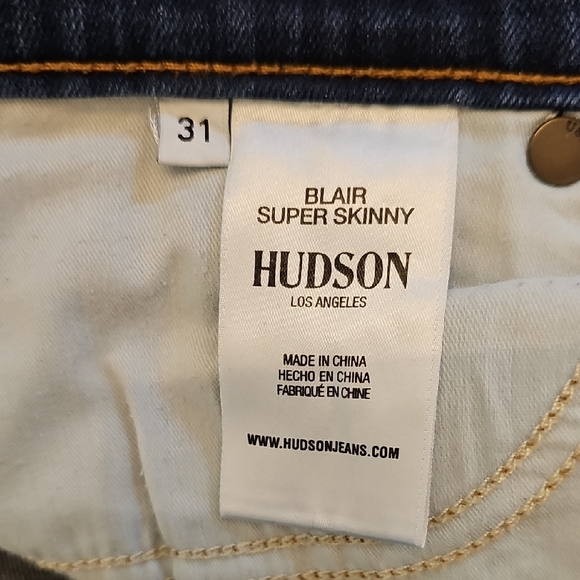 31
BLAIR
SUPER SKINNY
HUDSON
LOS ANGELES
MADE IN CHINA
HECHO EN CHINA
FABRIQUÉ EN CHINE
WWW.HUDSONJEANS.COM